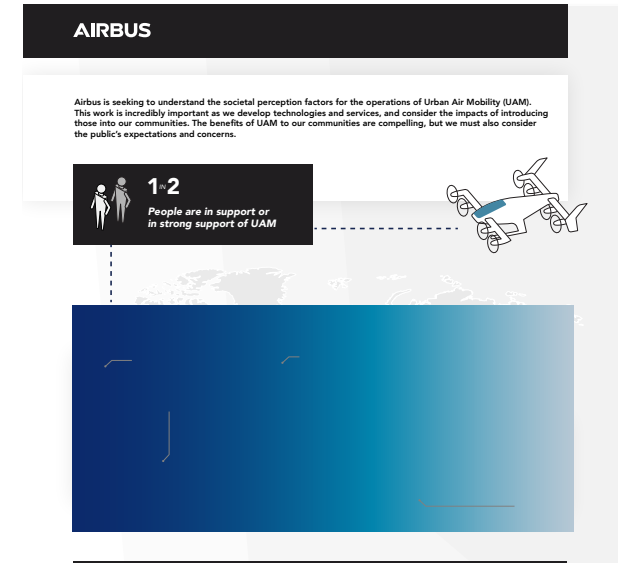 AIRBUS
Airbus is seeking to understand the societal perception factors for the operations of Urban Air Mobility (UAM).
This work is incredibly important as we develop technologies and services, and consider the impacts of introducing
those into our communities. The benefits of UAM to our communities are compelling, but we must also consider
the public's expectations and concerns.
1 IN 2
People are in support or
in strong support of UAM